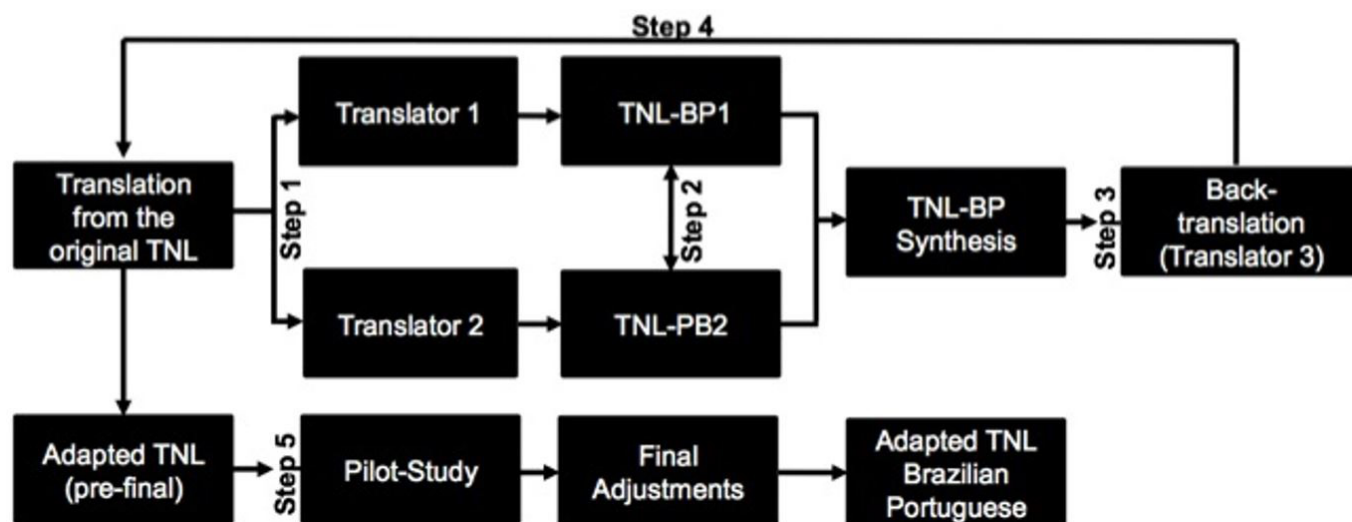 Step 4
Translator 1
TNL-BP1
Translation
from the
original TNL
Step 1
Step 2
TNL-BP
Synthesis
Step 3
Back-
translation
(Translator 3)
Translator 2
TNL-PB2
Adapted TNL
(pre-final)
Step 5
Pilot-Study
Final
Adjustments
Adapted TNL
Brazilian
Portuguese